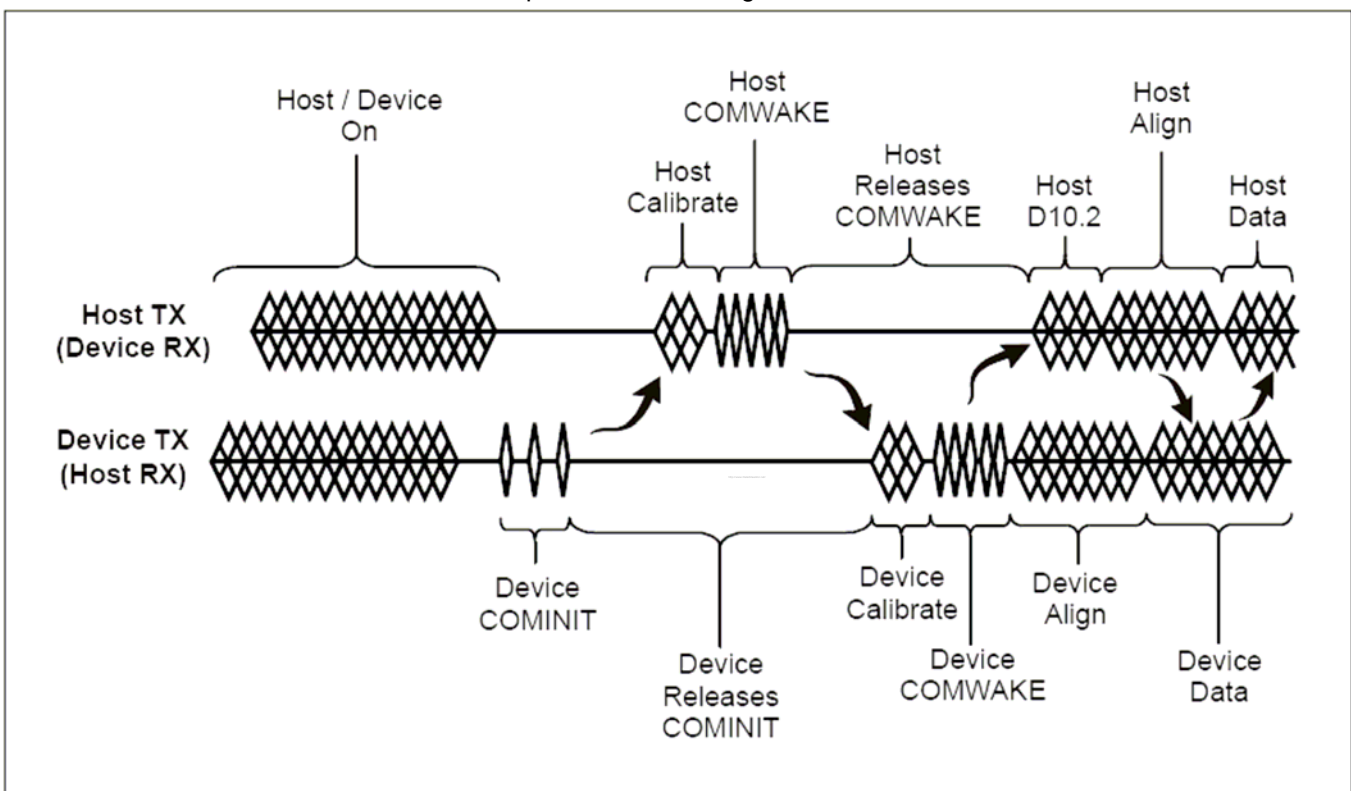 Host / Device
On
Host
Calibrate
Host
COMWAKE
Host
Releases
COMWAKE
Host
D10.2
Host
Align
Host
Data
Host TX
(Device RX)
Device TX
(Host RX)
Device
COMINIT
Device
Releases
COMINIT
Device
Calibrate
Device
COMWAKE
Device
Align
Device
Data